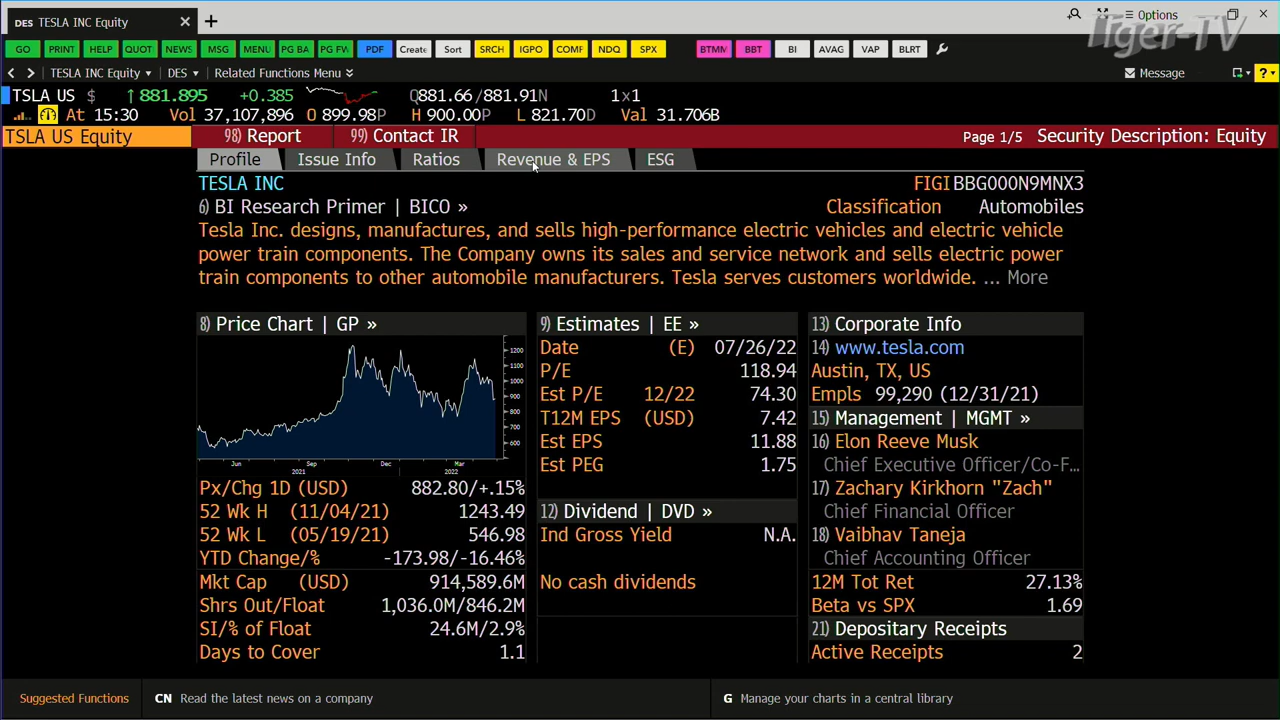 DES TESLA INC Equity
Options
Tiger-TV
GO PRINT HELP QUOT NEWS MSG MENU PG BA PG FW PDF Create Sort SRCH IGPO COMF NDQ SPX BTMM BBT BI AVAG VAP BLRT
TESLA INC Equity DES Related Functions Menu Message ?
TSLA US $ ↑881.895 +0.385 Q881.66/881.91N 1x1
At 15:30 Vol 37,107,896 O 899.98P H 900.00P L 821.70D Val 31.706B
TSLA US Equity 98) Report 99) Contact IR Page 1/5 Security Description: Equity
Profile Issue Info Ratios Revenue & EPS ESG
TESLA INC FIGI BBG000N9MNX3
6) BI Research Primer | BICO » Classification Automobiles
Tesla Inc. designs, manufactures, and sells high-performance electric vehicles and electric vehicle
power train components. The Company owns its sales and service network and sells electric power
train components to other automobile manufacturers. Tesla serves customers worldwide. ... More
8) Price Chart | GP »
1200
1000
900
800
600
Jun Sep Dec Mar
2021 2022
Px/Chg 1D (USD) 882.80/+.15%
52 Wk H (11/04/21) 1243.49
52 Wk L (05/19/21) 546.98
YTD Change/% -173.98/-16.46%
Mkt Cap (USD) 914,589.6M
Shrs Out/Float 1,036.0M/846.2M
SI/% of Float 24.6M/2.9%
Days to Cover 1.1
9) Estimates | EE »
Date (E) 07/26/22
P/E 118.94
Est P/E 12/22 74.30
T12M EPS (USD) 7.42
Est EPS 11.88
Est PEG 1.75
12) Dividend | DVD »
Ind Gross Yield N.A.
No cash dividends
13) Corporate Info
14) www.tesla.com
Austin, TX, US
Empls 99,290 (12/31/21)
15) Management | MGMT »
16) Elon Reeve Musk
Chief Executive Officer/Co-F...
17) Zachary Kirkhorn "Zach"
Chief Financial Officer
18) Vaibhav Taneja
Chief Accounting Officer
12M Tot Ret 27.13%
Beta vs SPX 1.69
21) Depositary Receipts
Active Receipts 2
Suggested Functions CN Read the latest news on a company G Manage your charts in a central library